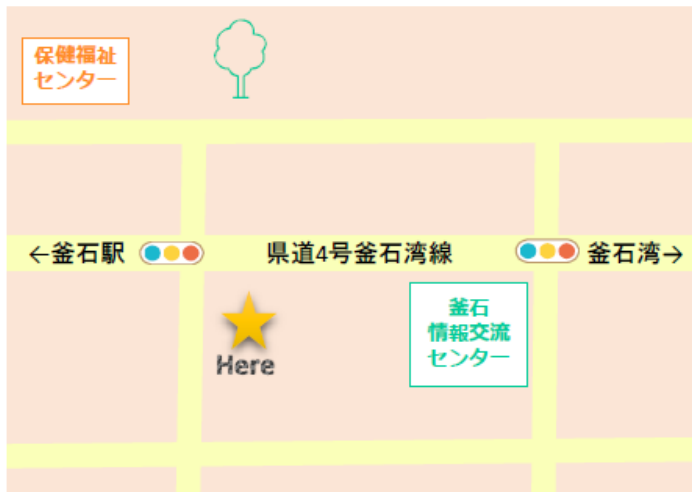 保健福祉
センター
←釜石駅
県道4号釜石湾線
釜石湾→
釜石
情報交流
センター
Here